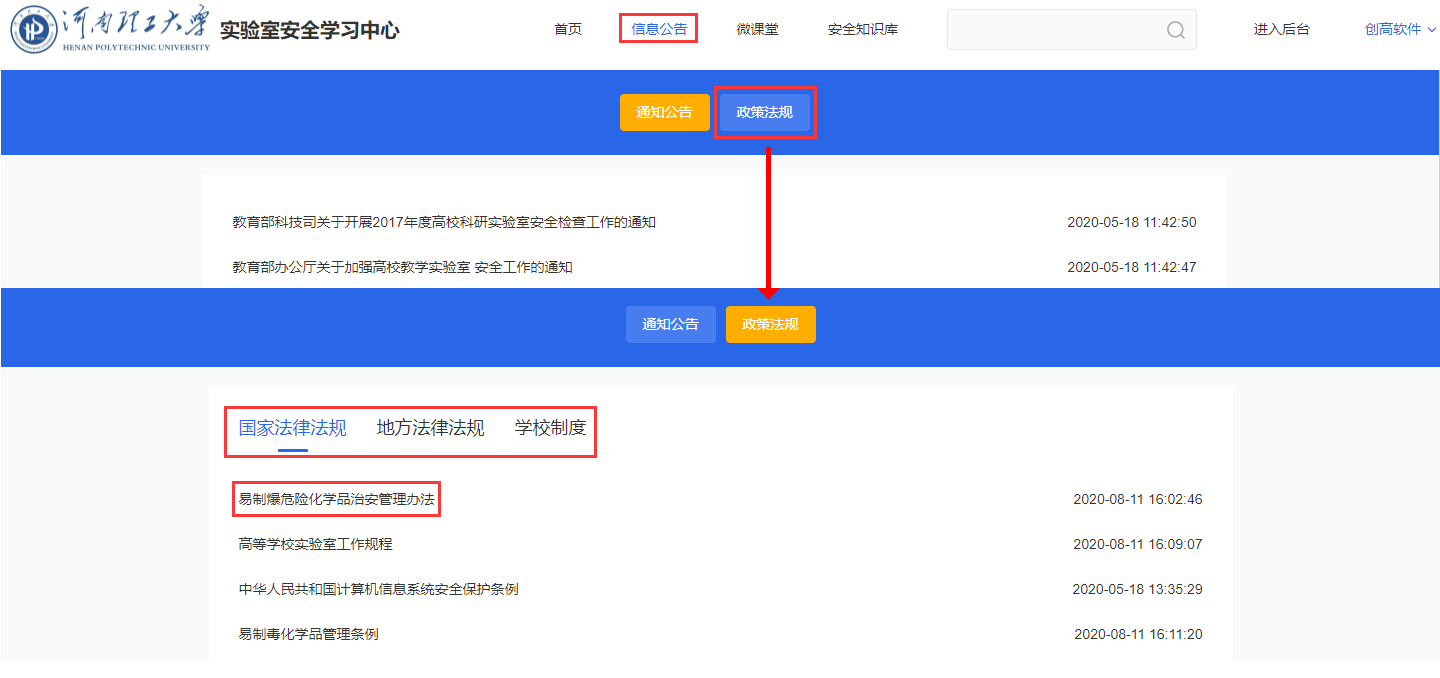 河南理工大学
HENAN POLYTECHNIC UNIVERSITY
实验室安全学习中心
首页 信息公告 微课堂 安全知识库 进入后台 创高软件
通知公告 政策法规
教育部科技司关于开展2017年度高校科研实验室安全检查工作的通知 2020-05-18 11:42:50
教育部办公厅关于加强高校教学实验室 安全工作的通知 2020-05-18 11:42:47
通知公告 政策法规
国家法律法规 地方法律法规 学校制度
易制爆危险化学品治安管理办法 2020-08-11 16:02:46
高等学校实验室工作规程 2020-08-11 16:09:07
中华人民共和国计算机信息系统安全保护条例 2020-05-18 13:35:29
易制毒化学品管理条例 2020-08-11 16:11:20